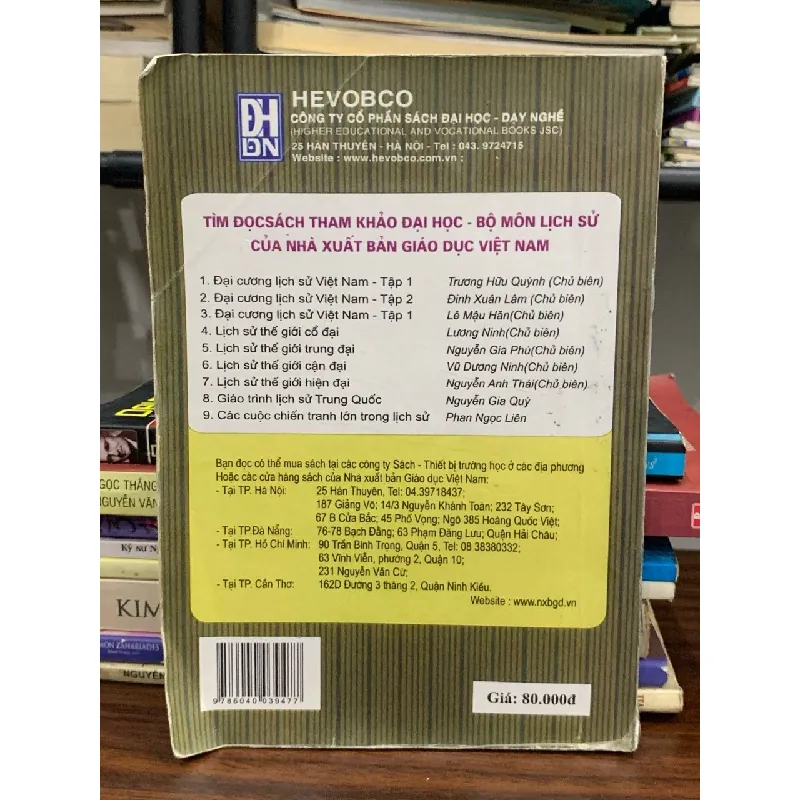 ĐH
DN
HEVOBCO
CÔNG TY CỔ PHẦN SÁCH ĐẠI HỌC - DẠY NGHỀ
(HIGHER EDUCATIONAL AND VOCATIONAL BOOKS JSC)
25 HÀN THUYÊN - HÀ NỘI - Tel : 043. 9724715
Website : www.hevobco.com.vn :
TÌM ĐỌCSÁCH THAM KHẢO ĐẠI HỌC - BỘ MÔN LỊCH SỬ
CỦA NHÀ XUẤT BẢN GIÁO DỤC VIỆT NAM
1. Đại cương lịch sử Việt Nam - Tập 1 Trương Hữu Quýnh (Chủ biên)
2. Đại cương lịch sử Việt Nam - Tập 2 Đinh Xuân Lâm (Chủ biên)
3. Đại cương lịch sử Việt Nam - Tập 1 Lê Mậu Hãn(Chủ biên)
4. Lịch sử thế giới cổ đại Lương Ninh(Chủ biên)
5. Lịch sử thế giới trung đại Nguyễn Gia Phu(Chủ biên)
6. Lịch sử thế giới cận đại Vũ Dương Ninh(Chủ biên)
7. Lịch sử thế giới hiện đại Nguyễn Anh Thái(Chủ biên)
8. Giáo trình lịch sử Trung Quốc Nguyễn Gia Quý
9. Các cuộc chiến tranh lớn trong lịch sử Phan Ngọc Liên
Bạn đọc có thể mua sách tại các công ty Sách - Thiết bị trường học ở các địa phương
Hoặc các cửa hàng sách của Nhà xuất bản Giáo dục Việt Nam:
- Tại TP. Hà Nội: 25 Hàn Thuyên, Tel: 04.39718437;
187 Giảng Võ; 14/3 Nguyễn Khánh Toàn; 232 Tây Sơn;
67 B Cửa Bắc; 45 Phố Vọng; Ngõ 385 Hoàng Quốc Việt;
- Tại TP.Đà Nẵng: 76-78 Bạch Đằng; 63 Phạm Đăng Lưu; Quận Hải Châu;
- Tại TP. Hồ Chí Minh: 90 Trần Bình Trọng, Quận 5, Tel: 08 38380332;
63 Vĩnh Viễn, phường 2, Quận 10;
231 Nguyễn Văn Cừ;
- Tại TP. Cần Thơ: 162D Đường 3 tháng 2, Quận Ninh Kiều.
Website : www.nxbgd.vn
9786040039477
Giá: 80.000đ
GỌC THẮNG
NGUYỄN VĂN
Kỹ sư
KIM
ZAHARIADES
NGUYỄN